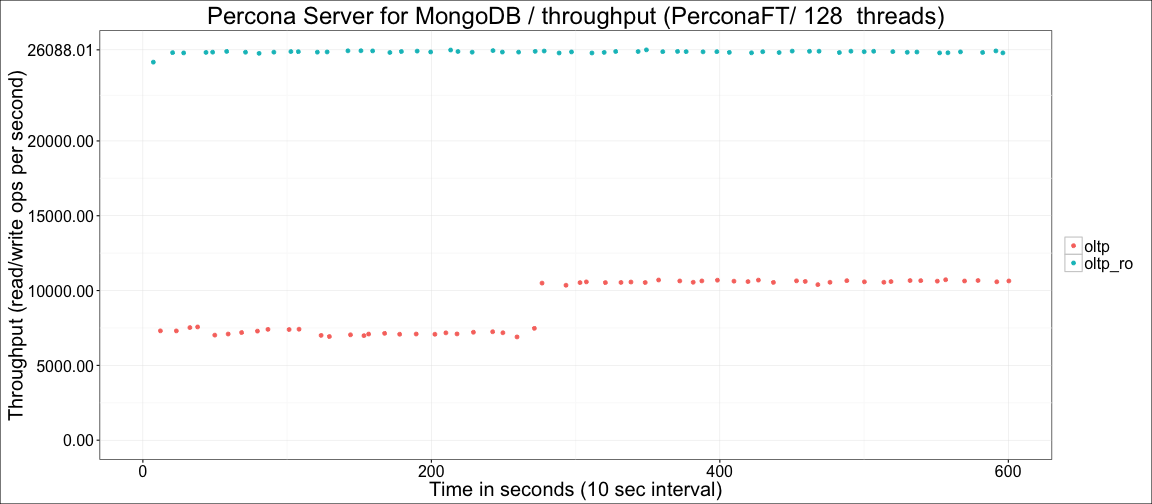 Percona Server for MongoDB / throughput (PerconaFT/ 128  threads)
Throughput (read/write ops per second)
26088.01
20000.00
15000.00
10000.00
5000.00
0.00
0 200 400 600
Time in seconds (10 sec interval)
oltp
oltp_ro